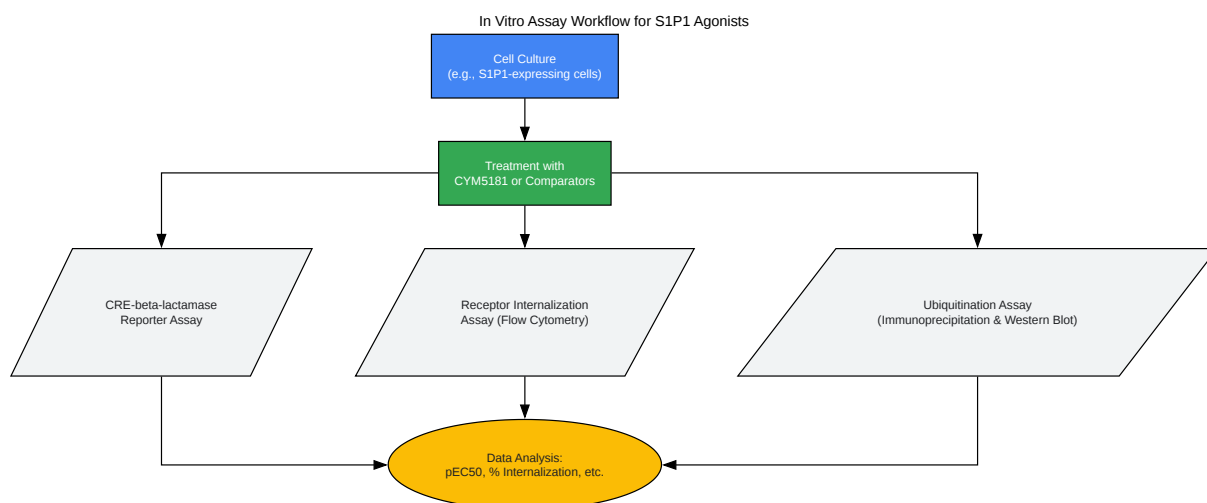 In Vitro Assay Workflow for S1P1 Agonists
Cell Culture
(e.g., S1P1-expressing cells)
Treatment with
CYM5181 or Comparators
CRE-beta-lactamase
Reporter Assay
Receptor Internalization
Assay (Flow Cytometry)
Ubiquitination Assay
(Immunoprecipitation & Western Blot)
Data Analysis:
pEC50, % Internalization, etc.